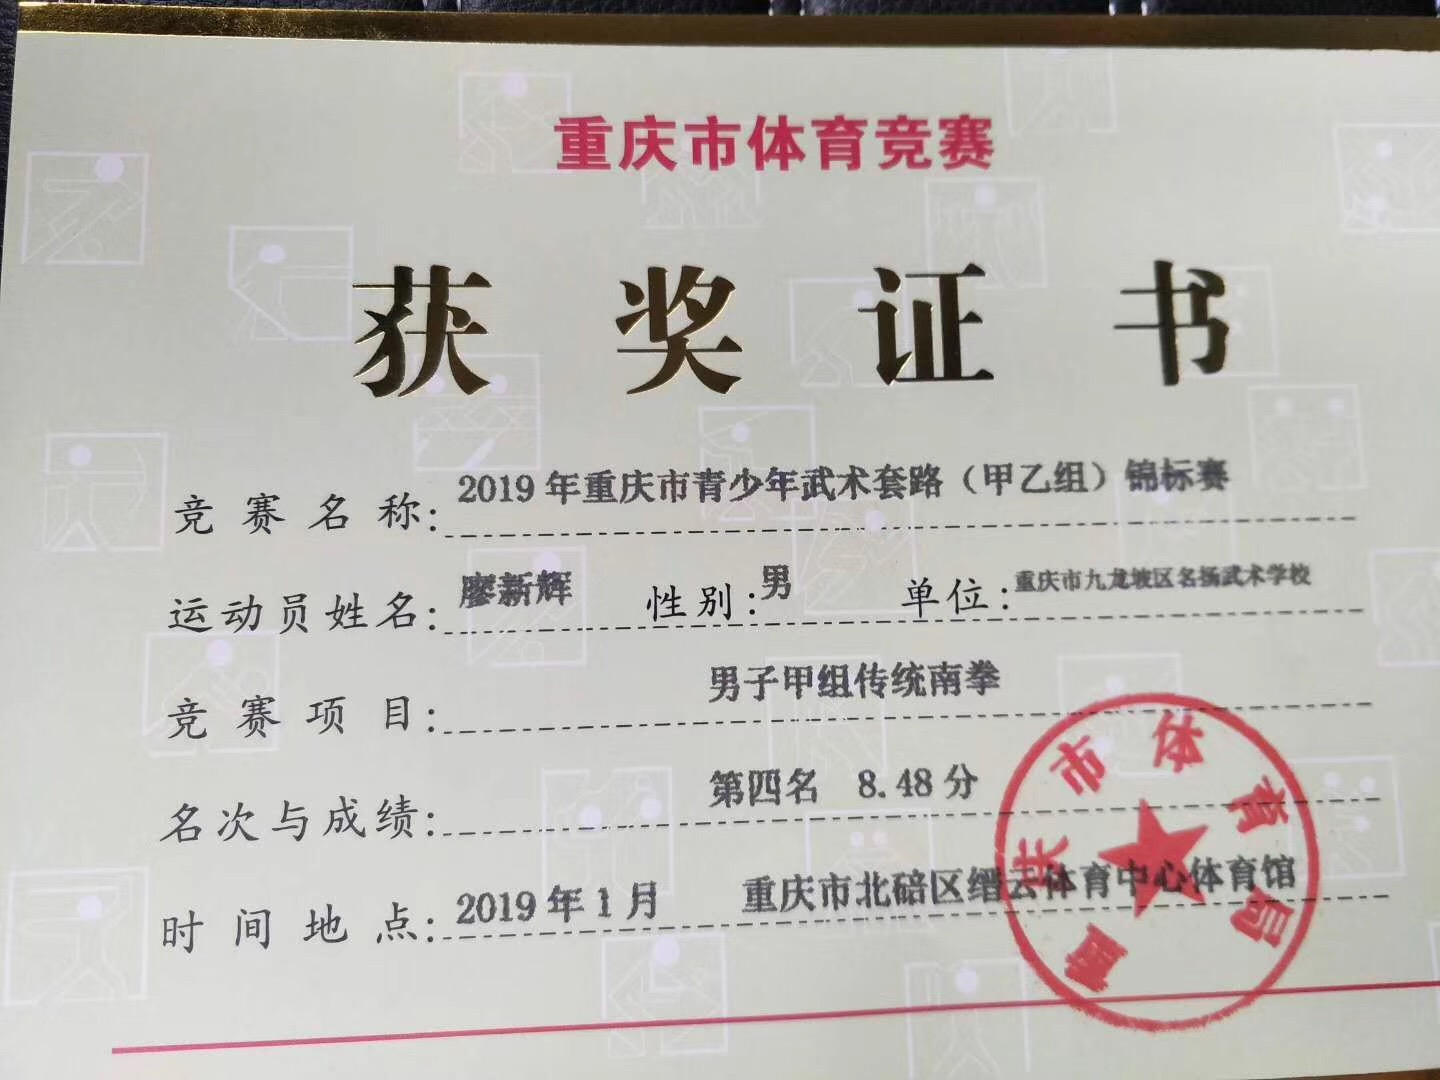 重庆市体育竞赛
获奖证书
竞赛名称:2019年重庆市青少年武术套路（甲乙组）锦标赛
运动员姓名:廖新辉 性别:男 单位:重庆市九龙坡区名扬武术学校
竞赛项目:男子甲组传统南拳
名次与成绩:第四名 8.48分
时间地点:2019年1月 重庆市北碚区缙云体育中心体育馆
重庆市体育局